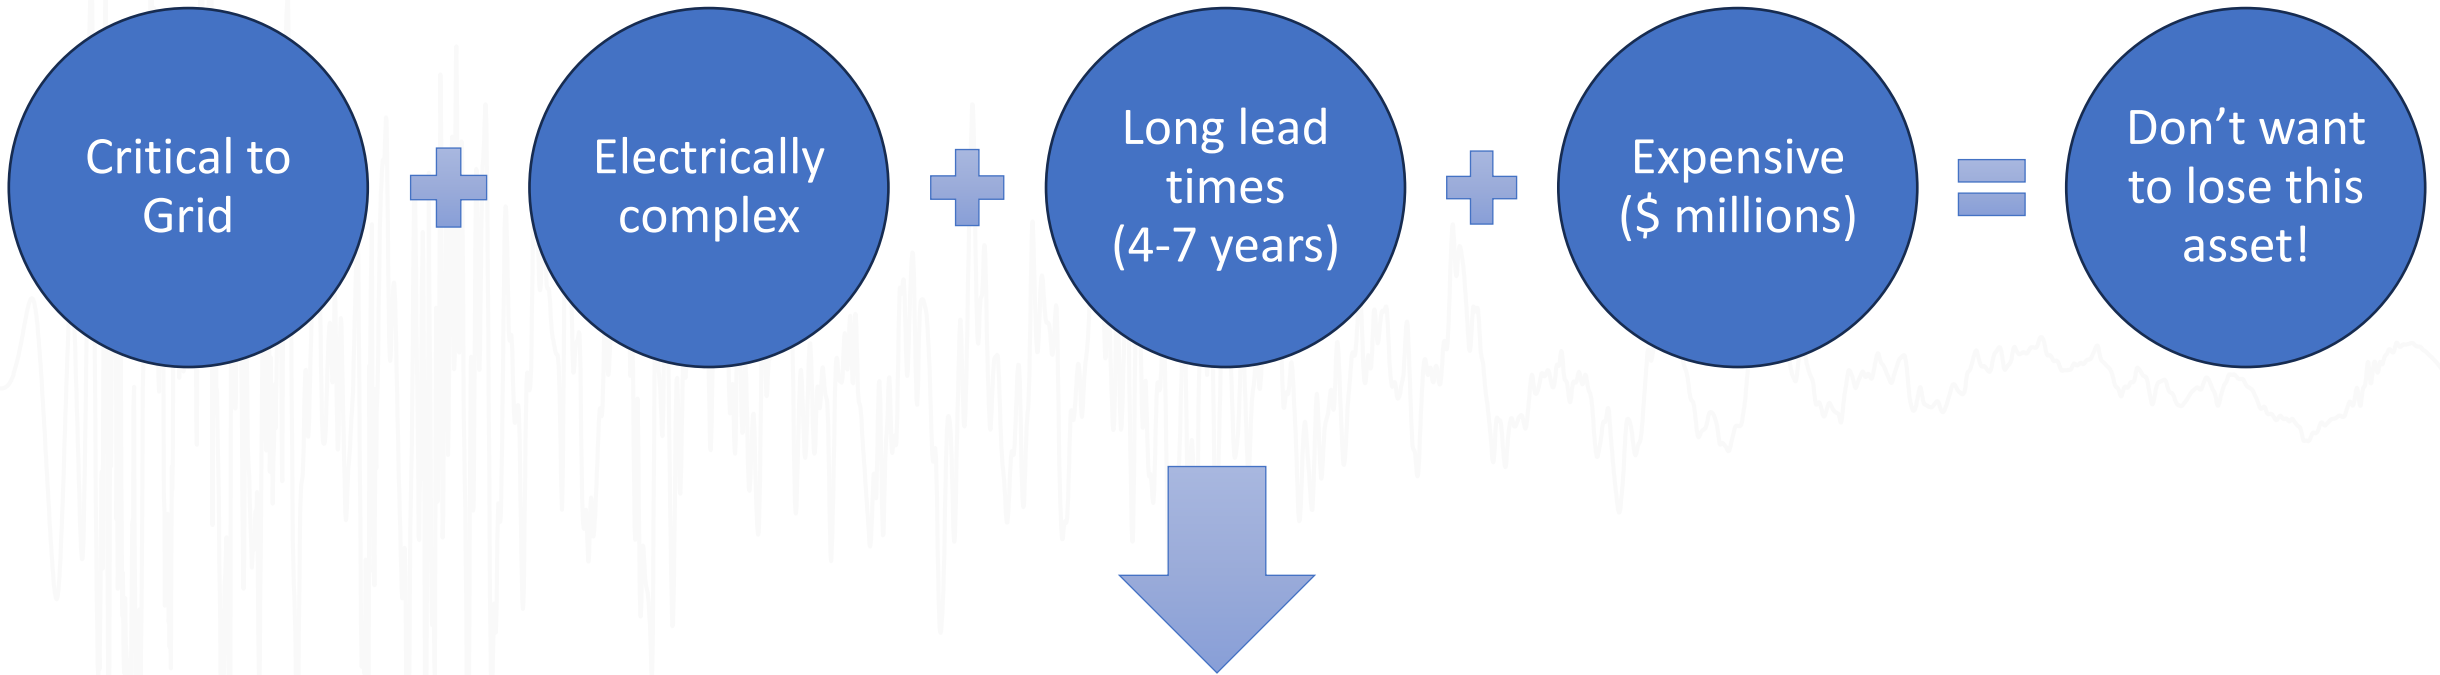 Critical to
Grid
Electrically
complex
Long lead
times
(4-7 years)
Expensive
($ millions)
Don’t want
to lose this
asset!